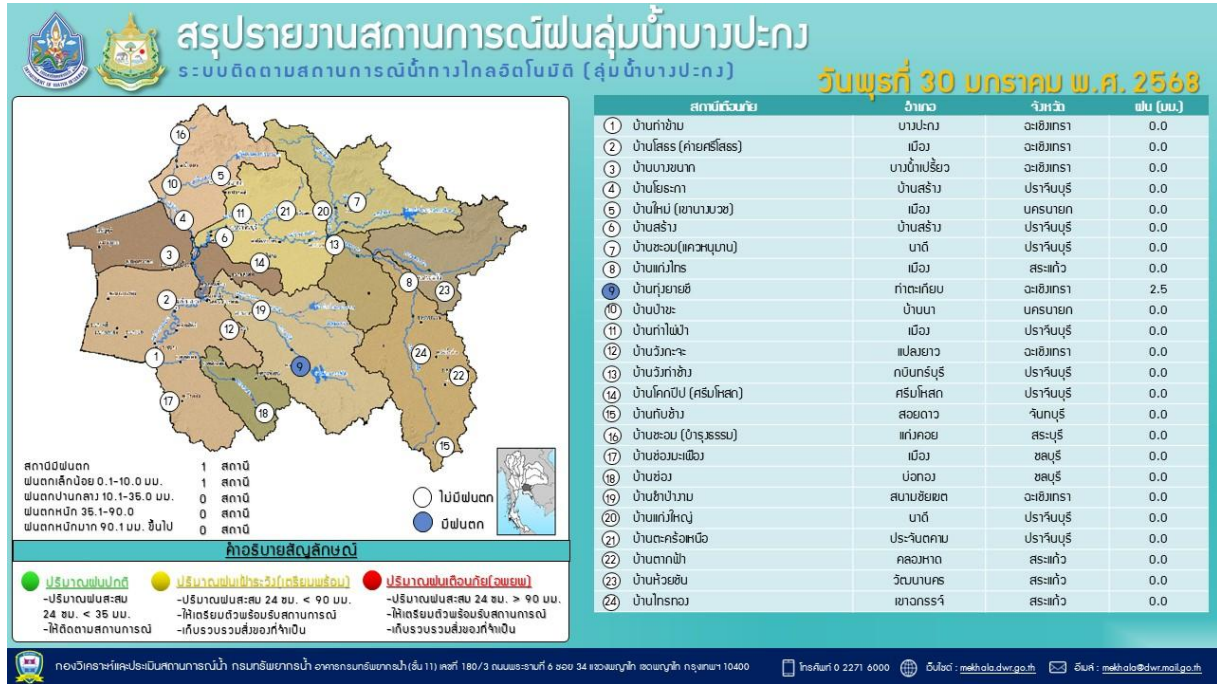 สรุปรายงานสถานการณ์ฝนลุ่มน้ำบางปะกง
ระบบติดตามสถานการณ์น้ำทางไกลอัตโนมัติ (ลุ่มน้ำบางปะกง)
วันพุธที่ 30 มกราคม พ.ศ. 2568
สถานีเตือนภัย อำเภอ จังหวัด ฝน (มม.)
1 บ้านท่าข้าม บางปะกง ฉะเชิงเทรา 0.0
2 บ้านโสธร (ค่ายศรีโสธร) เมือง ฉะเชิงเทรา 0.0
3 บ้านบางขนาก บางน้ำเปรี้ยว ฉะเชิงเทรา 0.0
4 บ้านโยธะกา บ้านสร้าง ปราจีนบุรี 0.0
5 บ้านใหม่ (เขานางบวช) เมือง นครนายก 0.0
6 บ้านสร้าง บ้านสร้าง ปราจีนบุรี 0.0
7 บ้านซะอม(แควหนุมาน) นาดี ปราจีนบุรี 0.0
8 บ้านแก่งไทร เมือง สระแก้ว 0.0
9 บ้านทุ่งยายชี ท่าตะเกียบ ฉะเชิงเทรา 2.5
10 บ้านป่าขะ บ้านนา นครนายก 0.0
11 บ้านท่าไผ่ป่า เมือง ปราจีนบุรี 0.0
12 บ้านวังกะจะ แปลงยาว ฉะเชิงเทรา 0.0
13 บ้านวังท่าช้าง กบินทร์บุรี ปราจีนบุรี 0.0
14 บ้านโคกปีป (ศรีมโหสถ) ศรีมโหสถ ปราจีนบุรี 0.0
15 บ้านทับช้าง สอยดาว จันทบุรี 0.0
16 บ้านซะอม (บำรุงธรรม) แก่งคอย สระบุรี 0.0
17 บ้านช่องมะเฟือง เมือง ชลบุรี 0.0
18 บ้านช่อง บ่อทอง ชลบุรี 0.0
19 บ้านชำป่างาม สนามชัยเขต ฉะเชิงเทรา 0.0
20 บ้านแก่งใหญ่ นาดี ปราจีนบุรี 0.0
21 บ้านตะคร้อเหนือ ประจันตคาม ปราจีนบุรี 0.0
22 บ้านตากฟ้า คลองหาด สระแก้ว 0.0
23 บ้านห้วยชัน วัฒนานคร สระแก้ว 0.0
24 บ้านไทรทอง เขาฉกรรจ์ สระแก้ว 0.0
16
5
10
7
11
21
20
4
6
13
3
14
8
23
2
19
12
24
1
9
22
17
18
15
สถานีมีฝนตก 1 สถานี
ฝนตกเล็กน้อย 0.1-10.0 มม. 1 สถานี
ฝนตกปานกลาง 10.1-35.0 มม. 0 สถานี
ฝนตกหนัก 35.1-90.0 0 สถานี
ฝนตกหนักมาก 90.1 มม. ขึ้นไป 0 สถานี
ไม่มีฝนตก
มีฝนตก
คำอธิบายสัญลักษณ์
ปริมาณฝนปกติ
-ปริมาณฝนสะสม
24 ชม. < 35 มม.
-ให้ติดตามสถานการณ์
ปริมาณฝนเฝ้าระวัง(เตรียมพร้อม)
-ปริมาณฝนสะสม 24 ชม. < 90 มม.
-ให้เตรียมตัวพร้อมรับสถานการณ์
-เก็บรวบรวมสิ่งของที่จำเป็น
ปริมาณฝนเตือนภัย(อพยพ)
-ปริมาณฝนสะสม 24 ชม. > 90 มม.
-ให้เตรียมตัวพร้อมรับสถานการณ์
-เก็บรวบรวมสิ่งของที่จำเป็น
กองวิเคราะห์และประเมินสถานการณ์น้ำ กรมทรัพยากรน้ำ อาคารกรมทรัพยากรน้ำ(ชั้น 11) เลขที่ 180/3 ถนนพระรามที่ 6 ซอย 34 แขวงพญาไท เขตพญาไท กรุงเทพฯ 10400 โทรศัพท์ 0 2271 6000 เว็บไซต์ : mekhala.dwr.go.th อีเมล์ : mekhala@dwr.mail.go.th